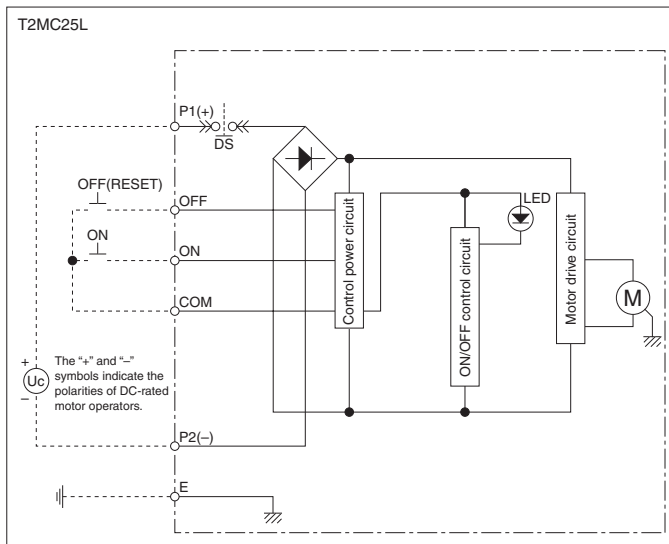 T2MC25L
P1(+)
DS
OFF(RESET)
OFF
ON
ON
COM
Control power circuit
ON/OFF control circuit
LED
Motor drive circuit
M
+
Uc
–
The “+” and “–”
symbols indicate the
polarities of DC-rated
motor operators.
P2(–)
E